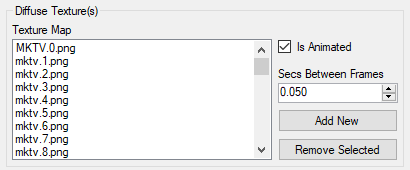 Diffuse Texture(s)
Texture Map
MKTV.0.png
mktv.1.png
mktv.2.png
mktv.3.png
mktv.4.png
mktv.5.png
mktv.6.png
mktv.7.png
mktv.8.png
Is Animated
Secs Between Frames
0.050
Add New
Remove Selected